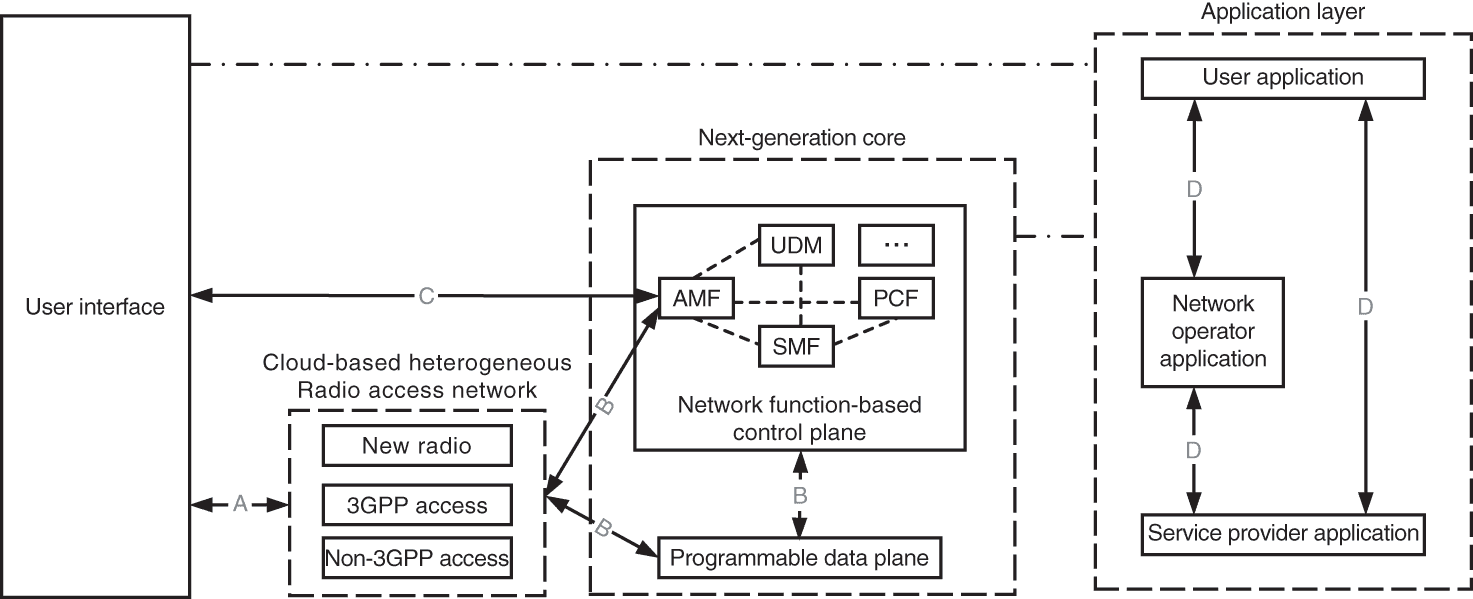 Application layer
User application
D
D
Network
operator
application
D
Service provider application
Next-generation core
UDM
...
AMF
PCF
SMF
Network function-based
control plane
B
Programmable data plane
User interface
C
Cloud-based heterogeneous
Radio access network
B
New radio
A
3GPP access
B
Non-3GPP access